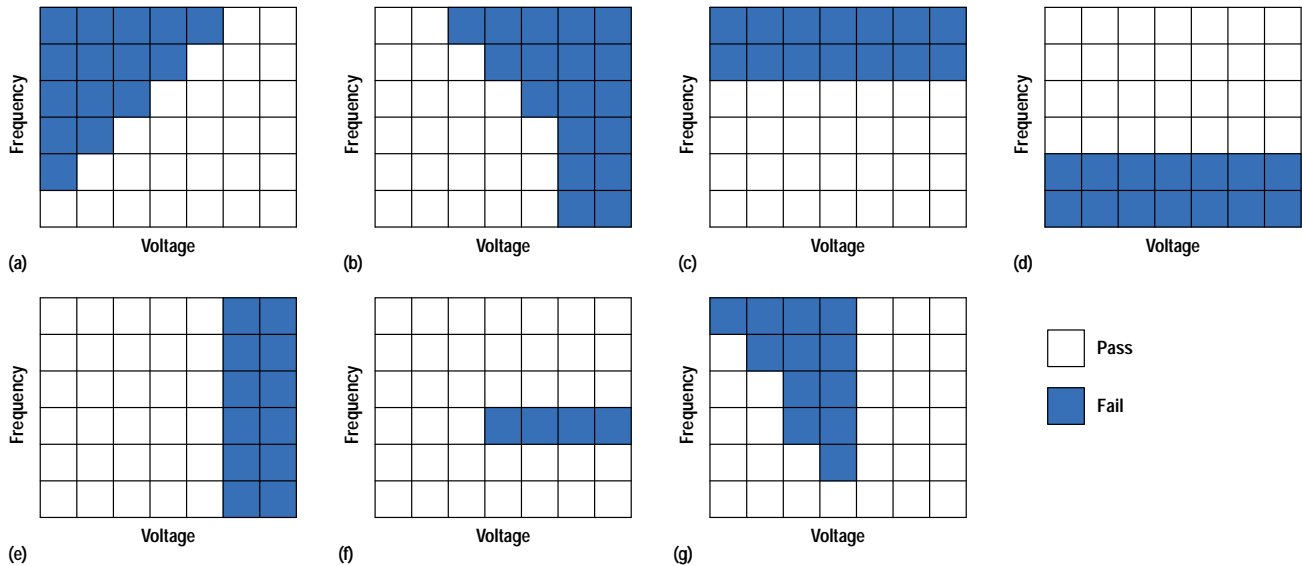 Frequency
Voltage
(a)
Frequency
Voltage
(b)
Frequency
Voltage
(c)
Frequency
Voltage
(d)
Frequency
Voltage
(e)
Frequency
Voltage
(f)
Frequency
Voltage
(g)
Pass
Fail